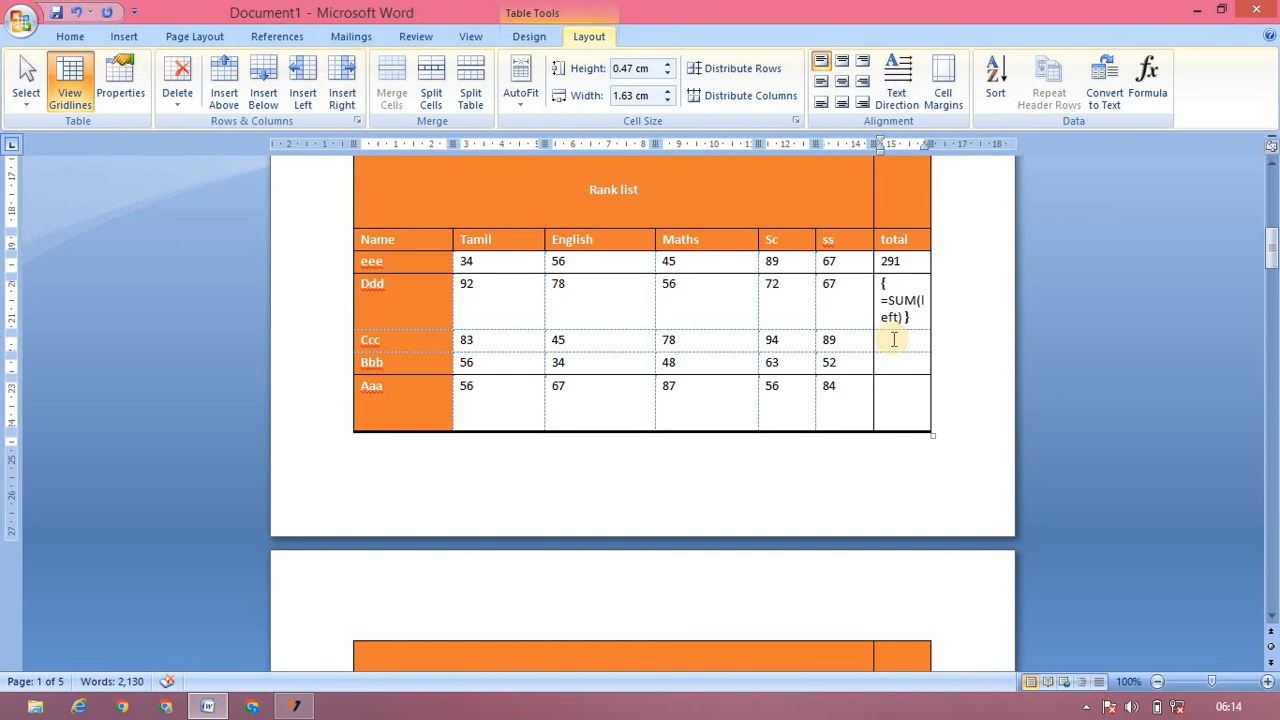 Document1 - Microsoft Word
Table Tools
Home Insert Page Layout References Mailings Review View Design Layout
Select
View Gridlines
Properties
Delete
Insert Above
Insert Below
Insert Left
Insert Right
Merge Cells
Split Cells
Split Table
AutoFit
Height: 0.47 cm
Width: 1.63 cm
Distribute Rows
Distribute Columns
Text Direction
Cell Margins
Sort
Repeat Header Rows
Convert to Text
Formula
Table Rows & Columns Merge Cell Size Alignment Data
Rank list
Name Tamil English Maths Sc ss total
eee 34 56 45 89 67 291
Ddd 92 78 56 72 67 {
=SUM(l
eft) }
Ccc 83 45 78 94 89
Bbb 56 34 48 63 52
Aaa 56 67 87 56 84
Page: 1 of 5 Words: 2,130 100%
06:14